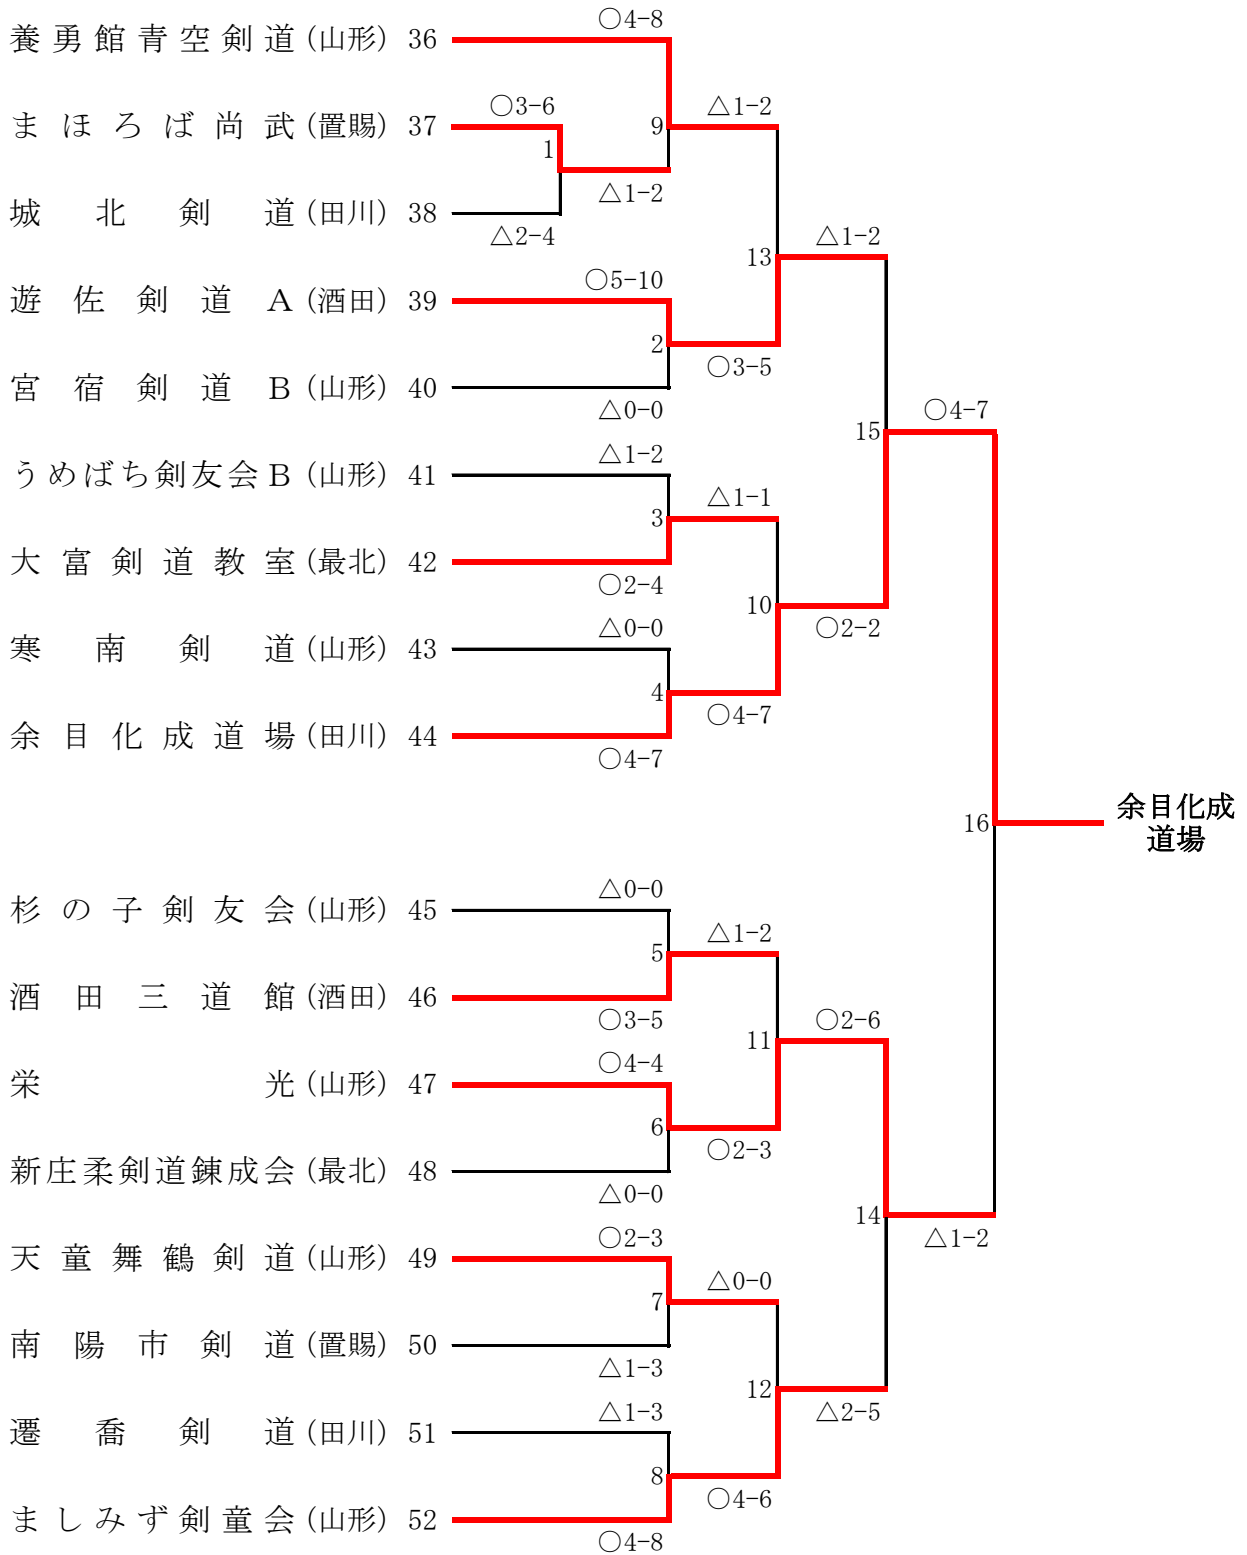 ○4-8
養勇館青空剣道(山形) 36
○3-6 △1-2
まほろば尚武(置賜) 37 9
1
△1-2
城北剣道(田川) 38
△2-4 △1-2
13
○5-10
遊佐剣道A(酒田) 39
2
○3-5
宮宿剣道B(山形) 40
△0-0 ○4-7
15
△1-2
うめばち剣友会B(山形) 41
△1-1
3
大富剣道教室(最北) 42
○2-4
10
△0-0 ○2-2
寒南剣道(山形) 43
4
○4-7
余目化成道場(田川) 44
○4-7
余目化成
16
道場
△0-0
杉の子剣友会(山形) 45
△1-2
5
酒田三道館(酒田) 46
○3-5 ○2-6
11
○4-4
栄光(山形) 47
6
○2-3
新庄柔剣道錬成会(最北) 48
△0-0
14
○2-3 △1-2
天童舞鶴剣道(山形) 49
△0-0
7
南陽市剣道(置賜) 50
△1-3
12
△1-3 △2-5
遷喬剣道(田川) 51
8
○4-6
ましみず剣童会(山形) 52
○4-8